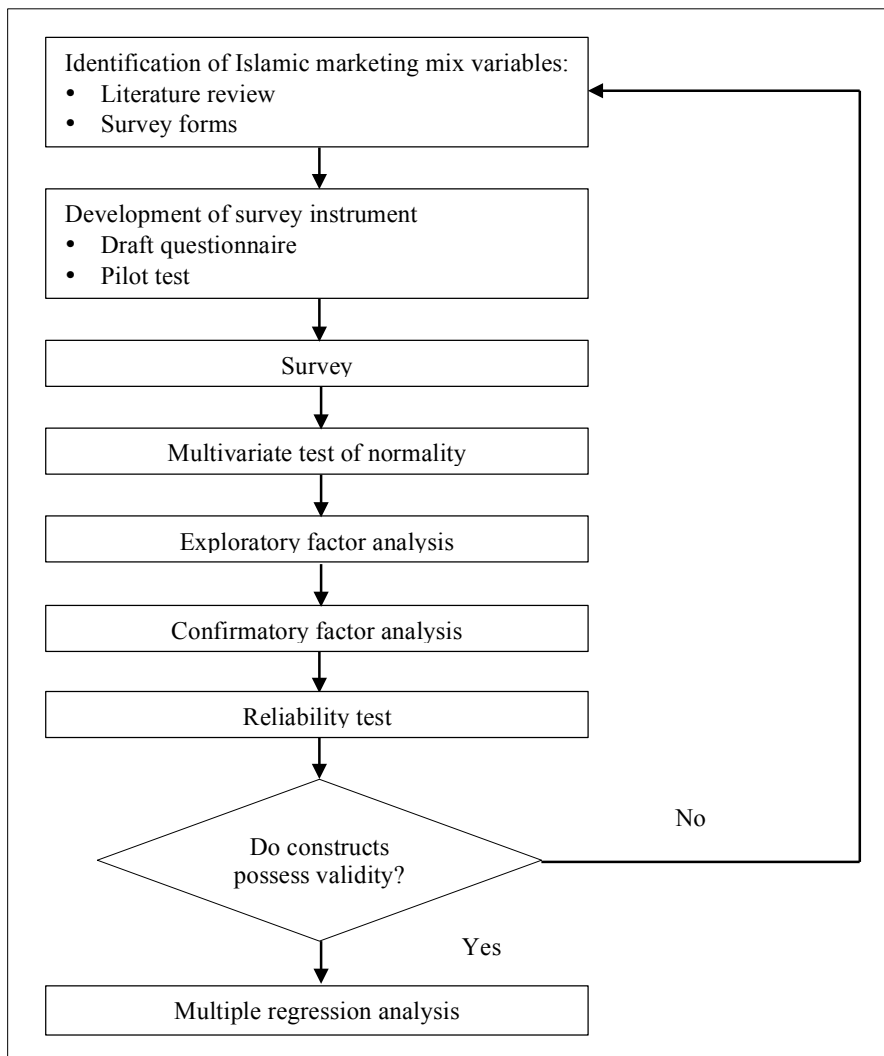 Identification of Islamic marketing mix variables:
• Literature review
• Survey forms
Development of survey instrument
• Draft questionnaire
• Pilot test
Survey
Multivariate test of normality
Exploratory factor analysis
Confirmatory factor analysis
Reliability test
Do constructs
possess validity?
No
Yes
Multiple regression analysis